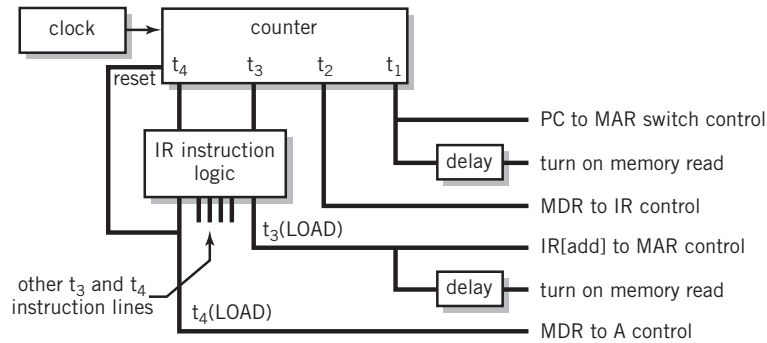 clock
counter
reset
t4
t3
t2
t1
PC to MAR switch control
IR instruction
logic
delay
turn on memory read
MDR to IR control
t3(LOAD)
IR[add] to MAR control
other t3 and t4
instruction lines
delay
turn on memory read
t4(LOAD)
MDR to A control